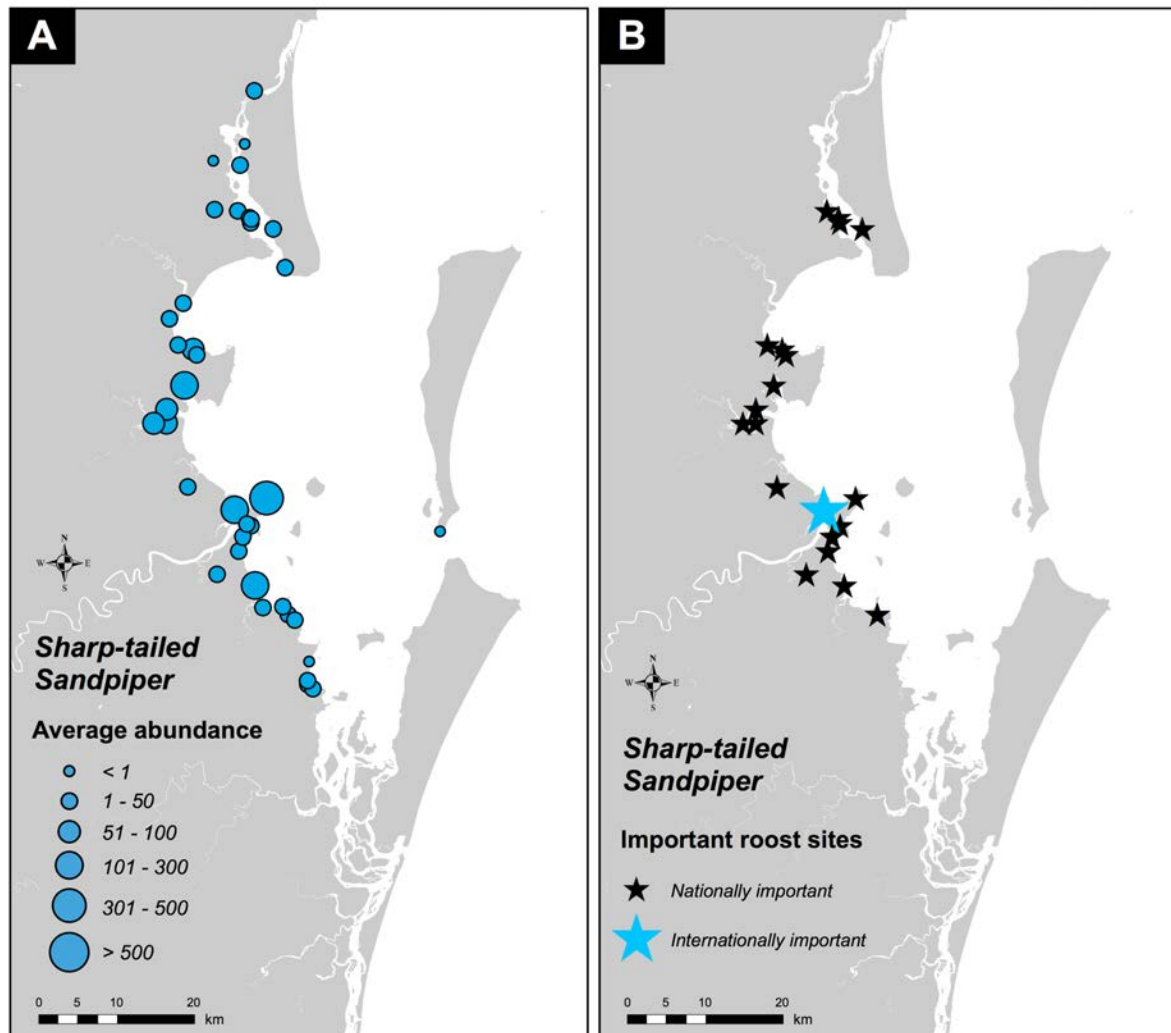 A
N
W E
S
Sharp-tailed
Sandpiper
Average abundance
< 1
1 - 50
51 - 100
101 - 300
301 - 500
> 500
0 5 10 20
km
B
N
W E
S
Sharp-tailed
Sandpiper
Important roost sites
Nationally important
Internationally important
0 5 10 20
km